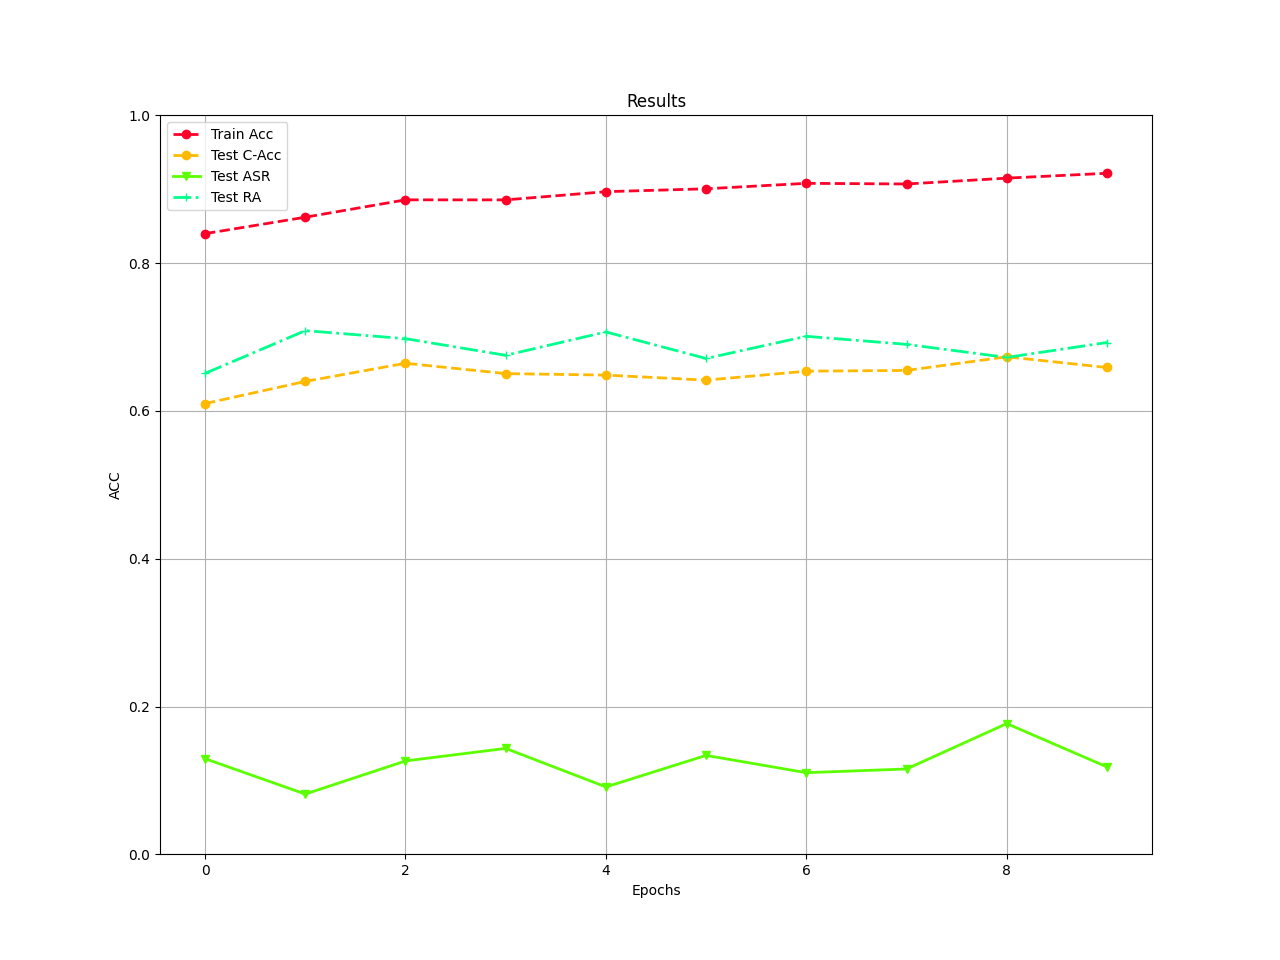 Results
1.0
0.8
0.6
0.4
0.2
0.0
ACC
Train Acc
Test C-Acc
Test ASR
Test RA
0 2 4 6 8
Epochs